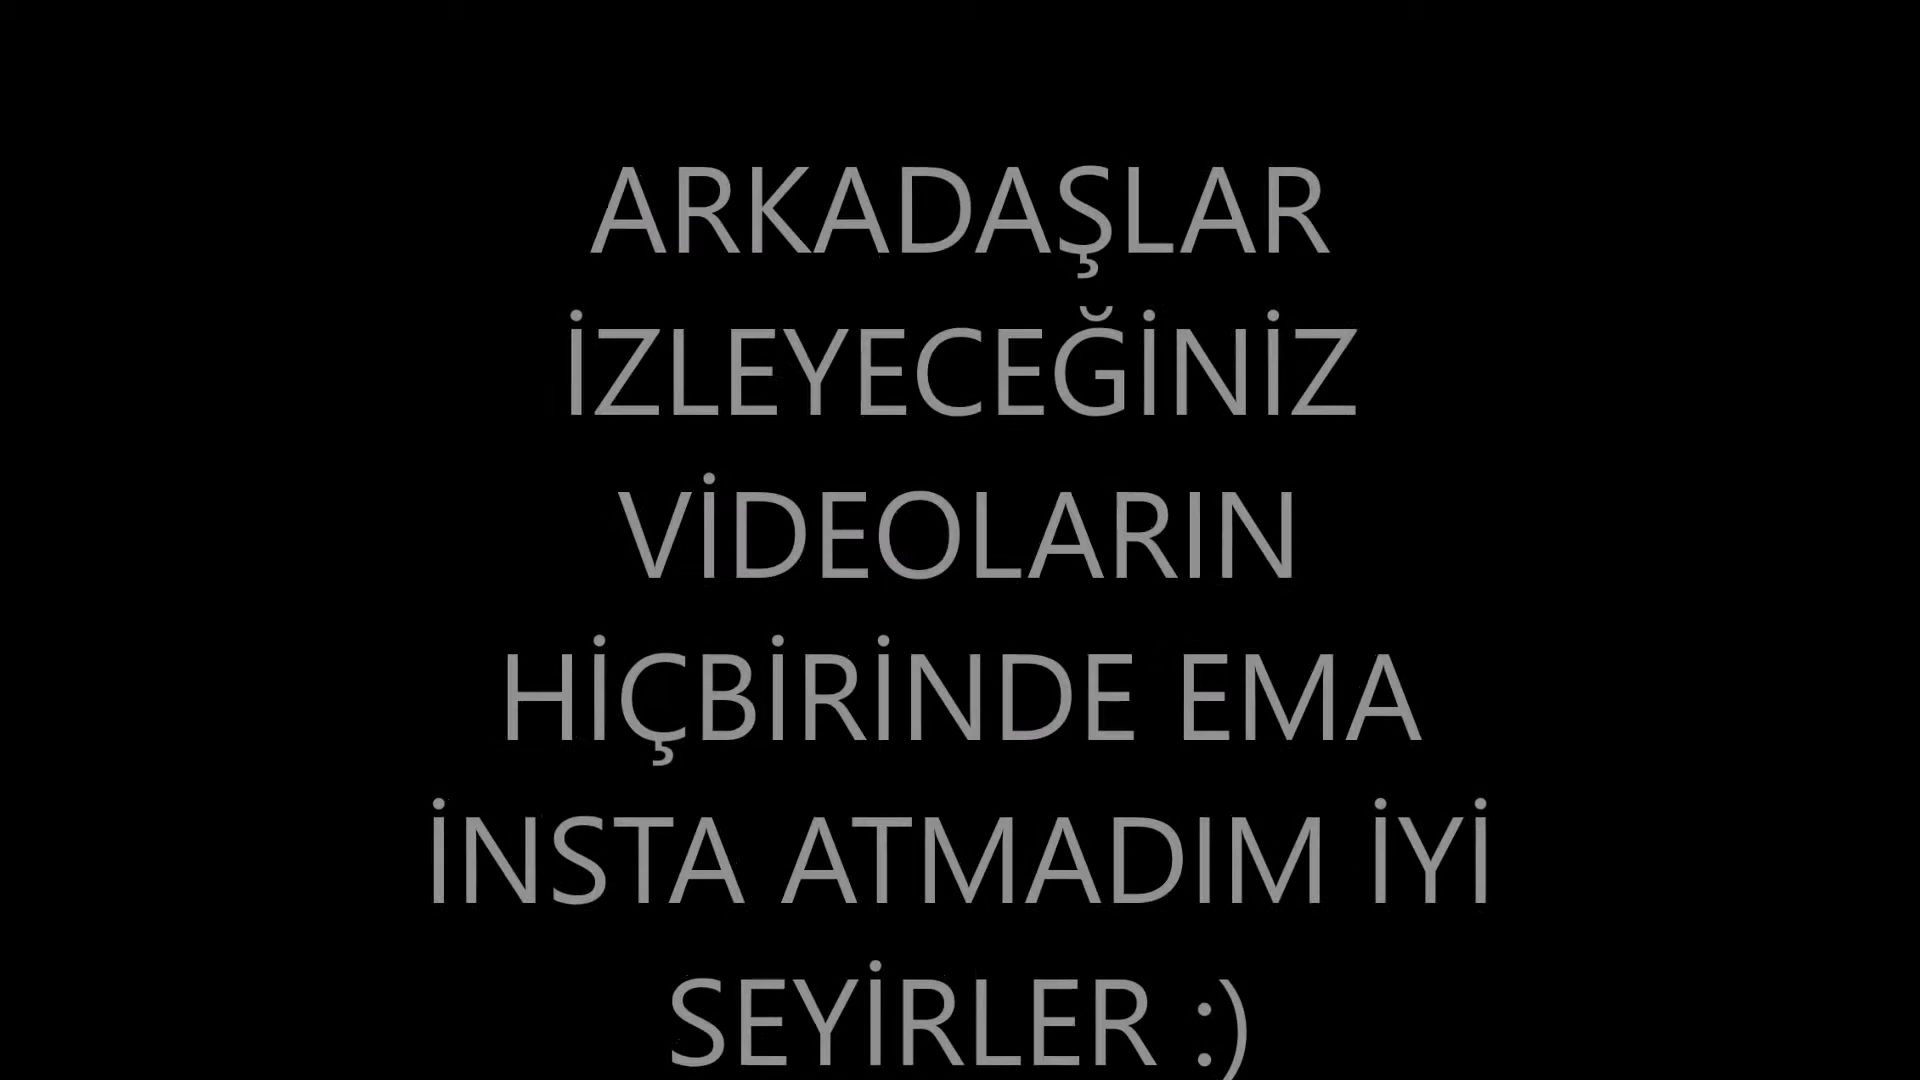 ARKADAŞLAR
İZLEYECEĞİNİZ
VİDEOLARIN
HİÇBİRİNDE EMA
İNSTA ATMADIM İYİ
SEYİRLER :)